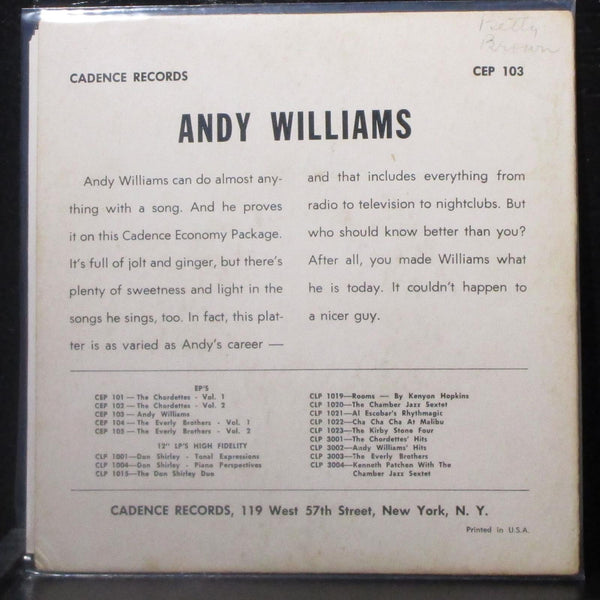 Betty
Brown
CADENCE RECORDS
CEP 103
ANDY WILLIAMS
Andy Williams can do almost any-
thing with a song. And he proves
it on this Cadence Economy Package.
It's full of jolt and ginger, but there's
plenty of sweetness and light in the
songs he sings, too. In fact, this plat-
ter is as varied as Andy's career —
and that includes everything from
radio to television to nightclubs. But
who should know better than you?
After all, you made Williams what
he is today. It couldn't happen to
a nicer guy.
EP'S
CEP 101 — The Chordettes - Vol. 1
CEP 102 — The Chordettes - Vol. 2
CEP 103 — Andy Williams
CEP 104 — The Everly Brothers - Vol. 1
CEP 105 — The Everly Brothers - Vol. 2
12" LP'S HIGH FIDELITY
CLP 1001—Don Shirley - Tonal Expressions
CLP 1004—Don Shirley - Piano Perspectives
CLP 1015—The Don Shirley Duo
CLP 1019—Rooms — By Kenyon Hopkins
CLP 1020—The Chamber Jazz Sextet
CLP 1021—Al Escobar's Rhythmagic
CLP 1022—Cha Cha Cha At Malibu
CLP 1023—The Kirby Stone Four
CLP 3001—The Chordettes' Hits
CLP 3002—Andy Williams' Hits
CLP 3003—The Everly Brothers
CLP 3004—Kenneth Patchen With The
Chamber Jazz Sextet
CADENCE RECORDS, 119 West 57th Street, New York, N. Y.
Printed in U.S.A.